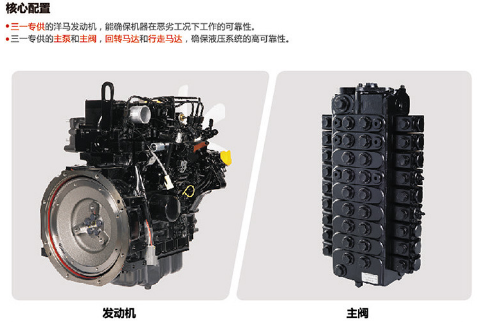 核心配置
●三一专供的洋马发动机，能确保机器在恶劣工况下工作的可靠性。
●三一专供的主泵和主阀，回转马达和行走马达，确保液压系统的高可靠性。
发动机
主阀